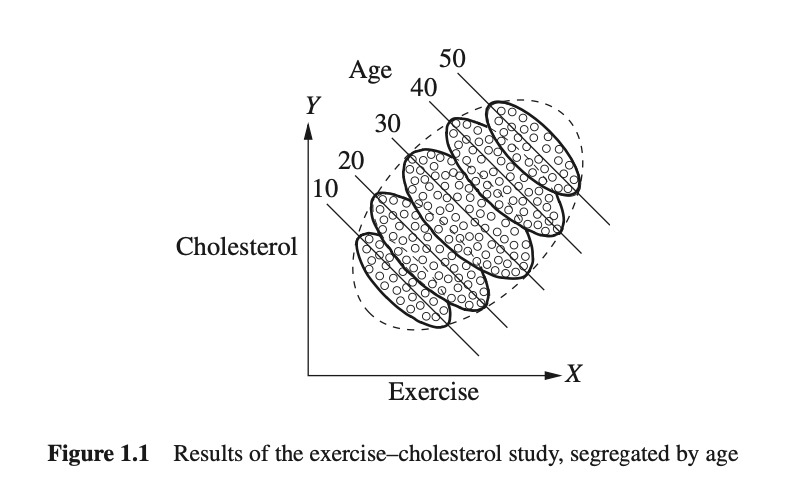 50
Age
40
Y
30
20
10
Cholesterol
X
Exercise
Figure 1.1 Results of the exercise–cholesterol study, segregated by age